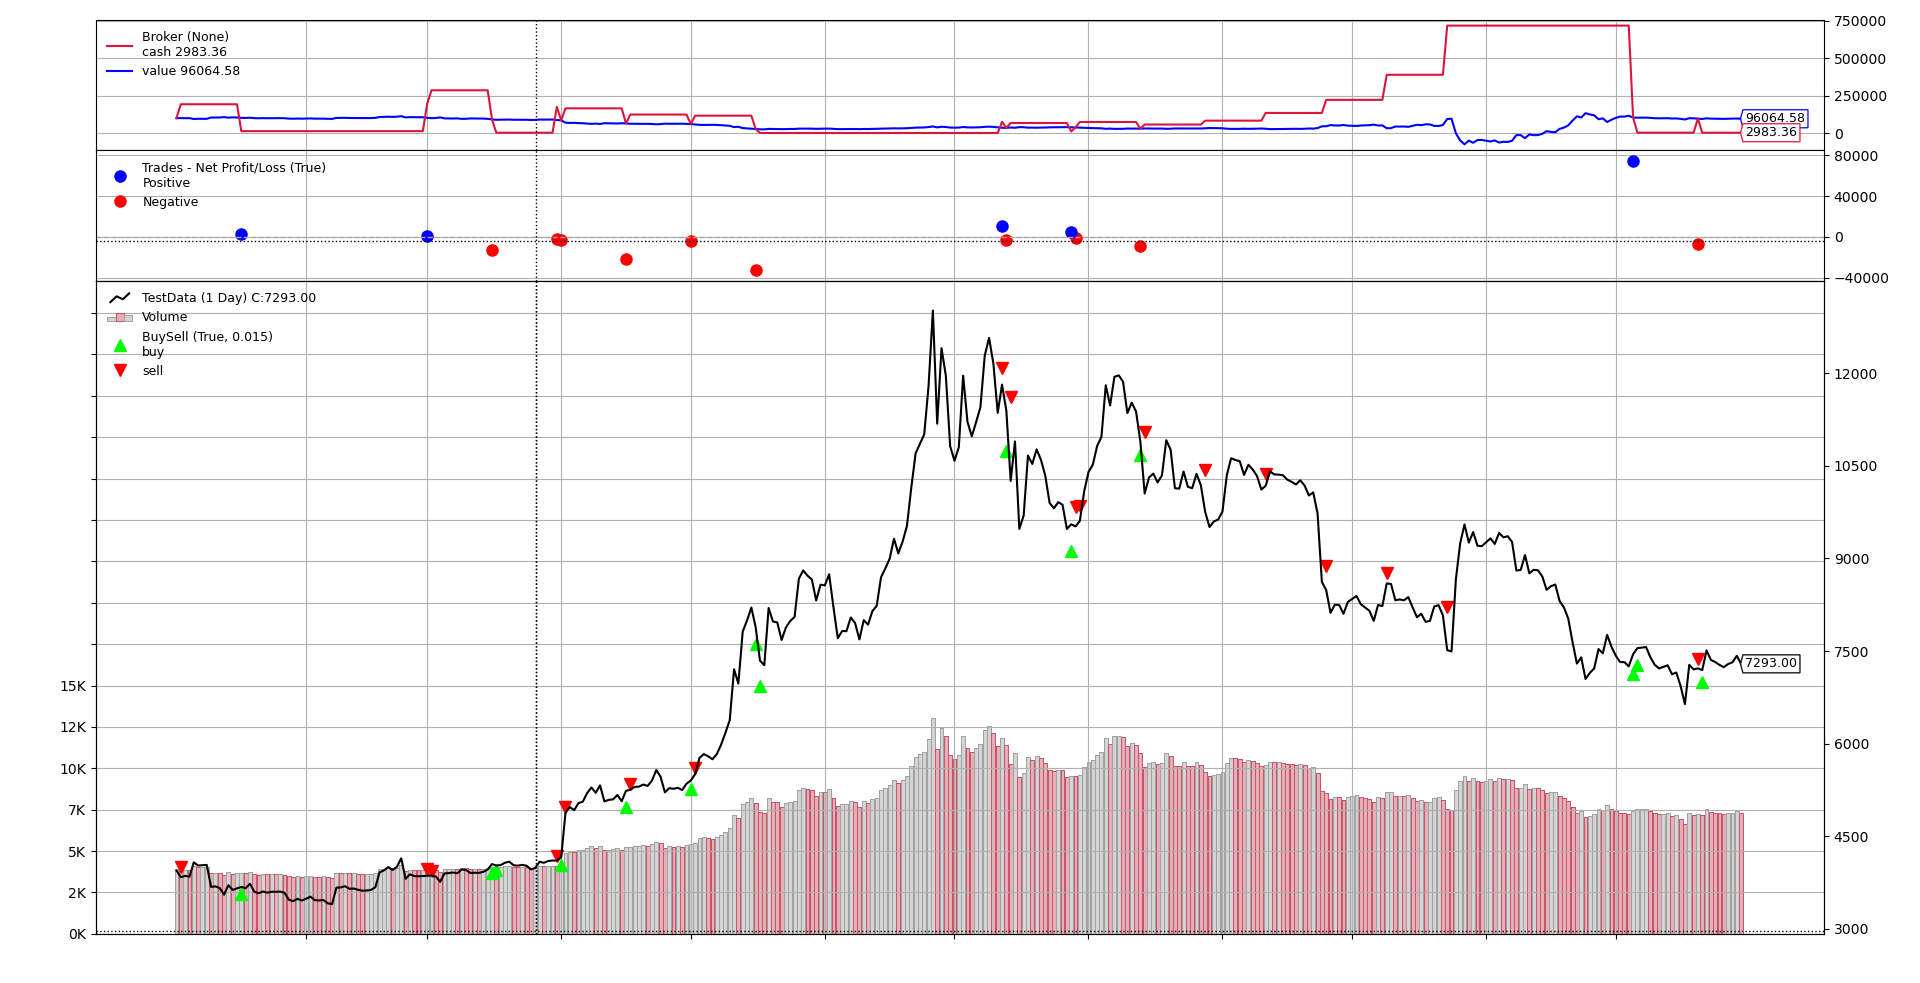 Broker (None)
cash 2983.36
value 96064.58
750000
500000
250000
0
96064.58
2983.36
Trades - Net Profit/Loss (True)
Positive
Negative
80000
40000
0
−40000
TestData (1 Day) C:7293.00
Volume
BuySell (True, 0.015)
buy
sell
12000
10500
9000
7500
7293.00
6000
4500
3000
15K
12K
10K
7K
5K
2K
0K